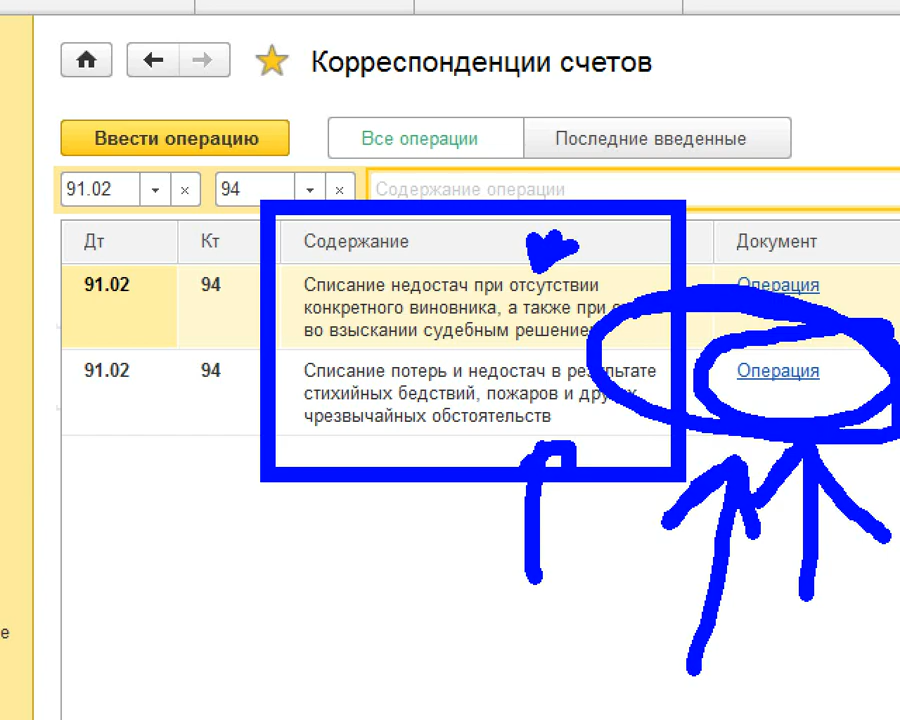 Корреспонденции счетов
Ввести операцию Все операции Последние введенные
91.02 94 Содержание операции
Дт Кт Содержание Документ
91.02 94 Списание недостач при отсутствии Операция
конкретного виновника, а также при
во взыскании судебным решением
91.02 94 Списание потерь и недостач в результате Операция
стихийных бедствий, пожаров и других
чрезвычайных обстоятельств
е